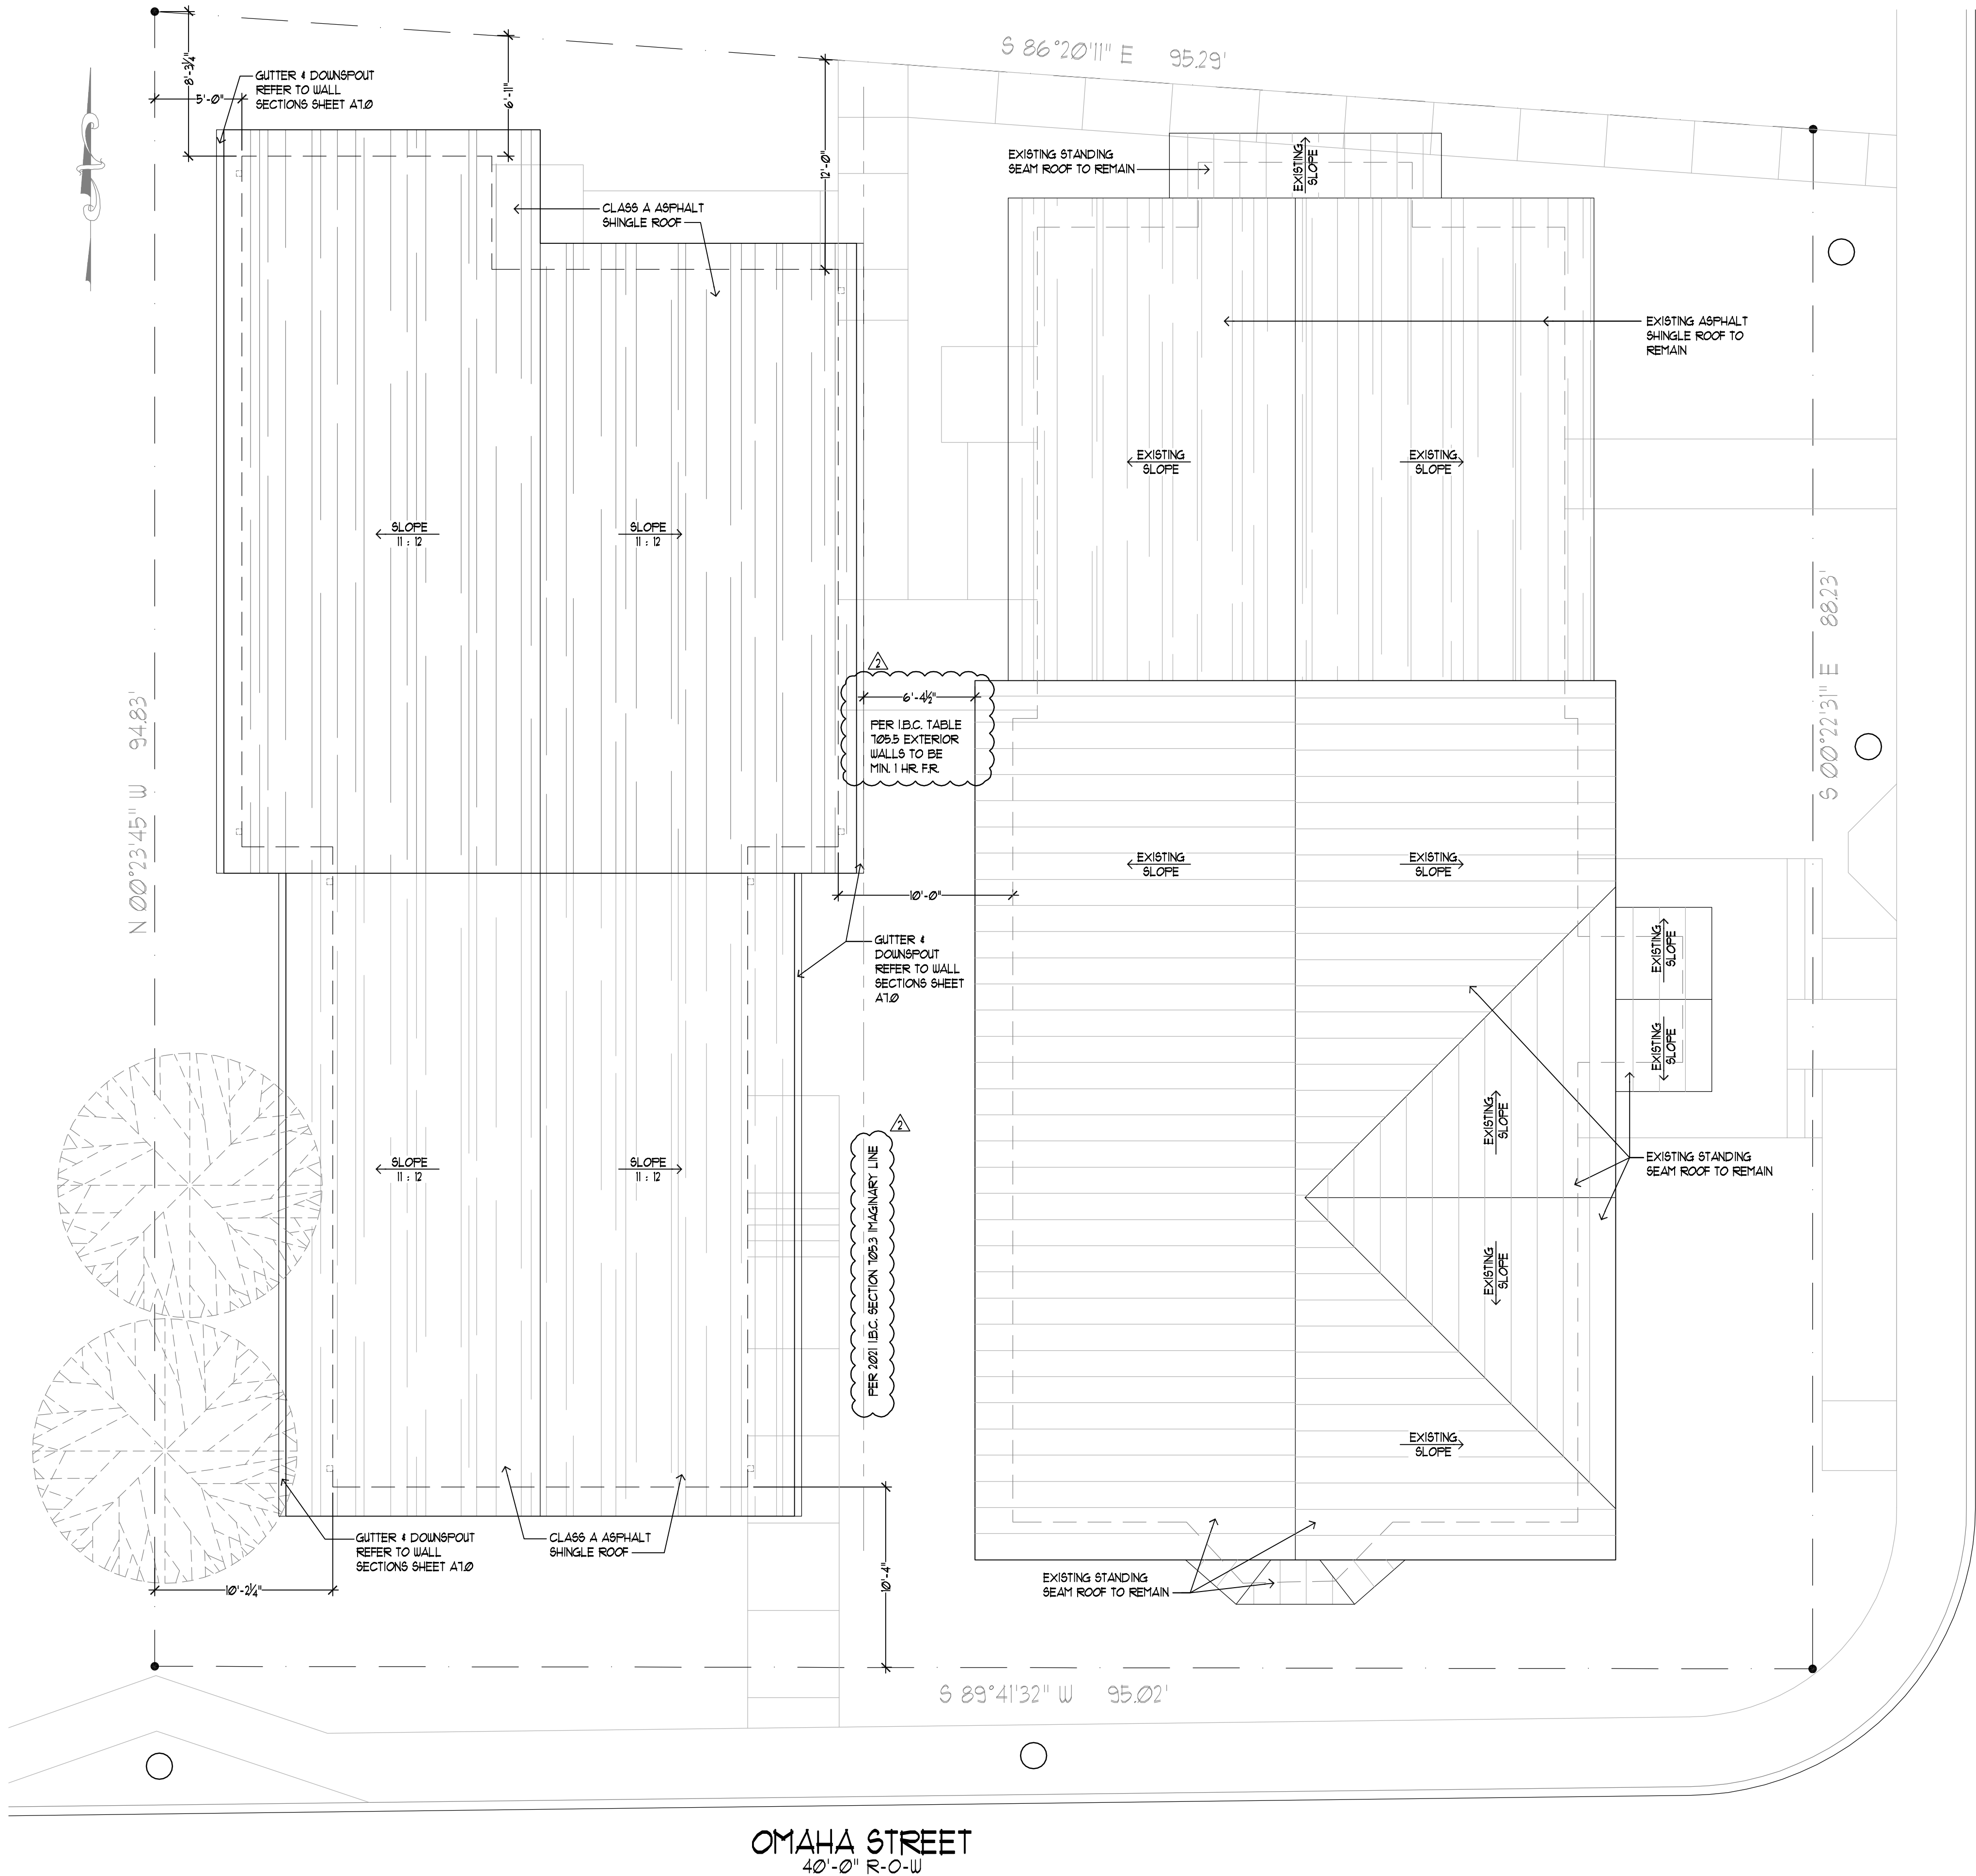 S 86°20'11" E 95.29'
8'-3¼"
GUTTER & DOWNSPOUT
REFER TO WALL
SECTIONS SHEET A7.0
5'-0"
6'-11"
12'-0"
EXISTING STANDING
SEAM ROOF TO REMAIN
EXISTING
SLOPE
CLASS A ASPHALT
SHINGLE ROOF
EXISTING ASPHALT
SHINGLE ROOF TO
REMAIN
EXISTING
SLOPE
EXISTING
SLOPE
SLOPE
11 : 12
SLOPE
11 : 12
N 00°23'45" W 94.83'
S 00°22'31" E 88.23'
2
6'-4½"
PER I.B.C. TABLE
705.5 EXTERIOR
WALLS TO BE
MIN. 1 HR. F.R.
EXISTING
SLOPE
EXISTING
SLOPE
10'-0"
GUTTER &
DOWNSPOUT
REFER TO WALL
SECTIONS SHEET
A7.0
EXISTING
SLOPE
EXISTING
SLOPE
2
PER 2021 I.B.C. SECTION 705.3 IMAGINARY LINE
SLOPE
11 : 12
SLOPE
11 : 12
EXISTING
SLOPE
EXISTING STANDING
SEAM ROOF TO REMAIN
EXISTING
SLOPE
EXISTING
SLOPE
GUTTER & DOWNSPOUT
REFER TO WALL
SECTIONS SHEET A7.0
CLASS A ASPHALT
SHINGLE ROOF
10'-2¼"
10'-4"
EXISTING STANDING
SEAM ROOF TO REMAIN
S 89°41'32" W 95.02'
OMAHA STREET
40'-0" R-O-W